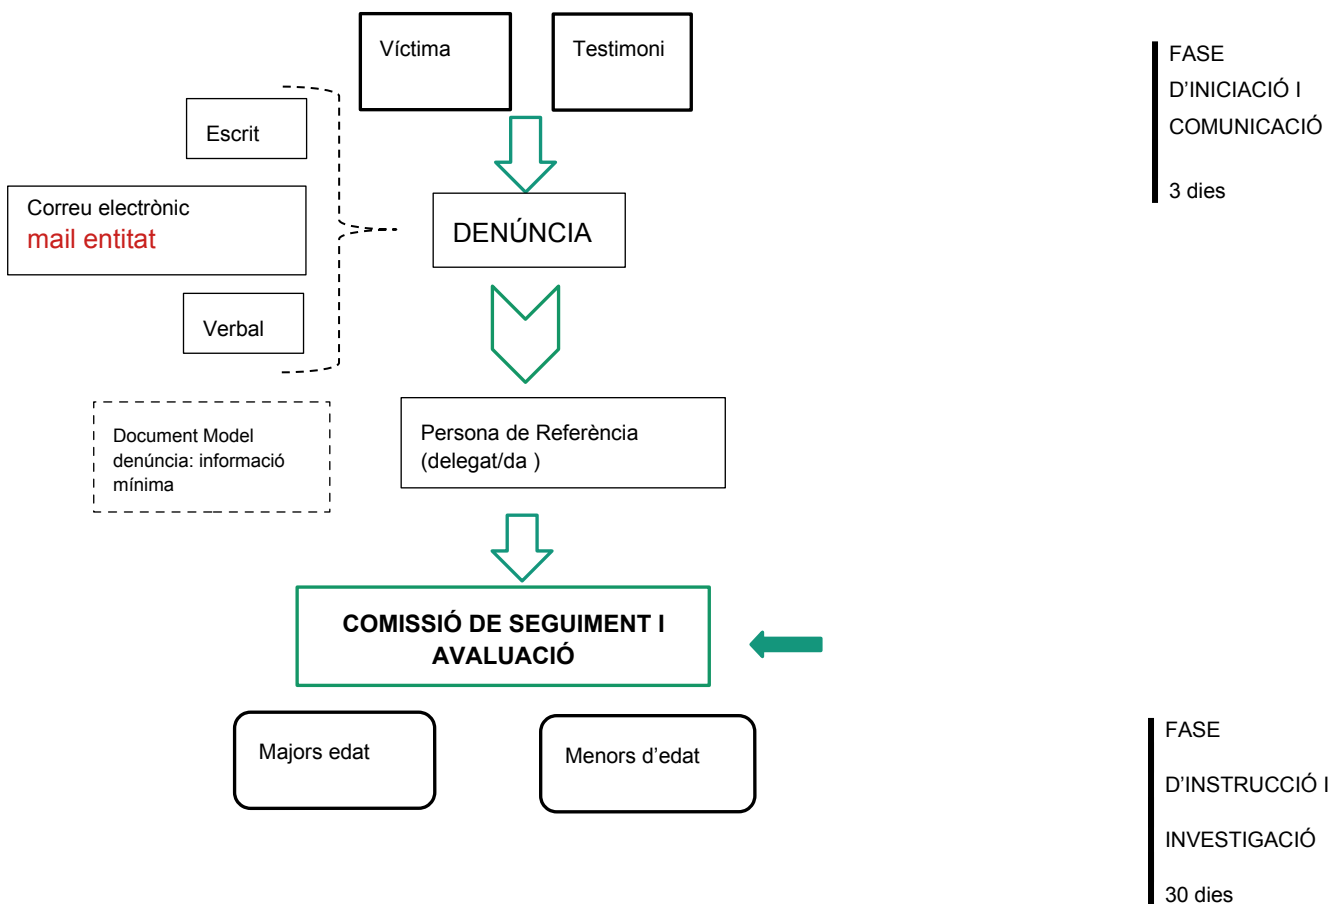 Víctima
Testimoni
FASE
D’INICIACIÓ I
COMUNICACIÓ
3 dies
Escrit
Correu electrònic
mail entitat
DENÚNCIA
Verbal
Document Model
denúncia: informació
mínima
Persona de Referència
(delegat/da )
COMISSIÓ DE SEGUIMENT I
AVALUACIÓ
Majors edat
Menors d’edat
FASE
D’INSTRUCCIÓ I
INVESTIGACIÓ
30 dies